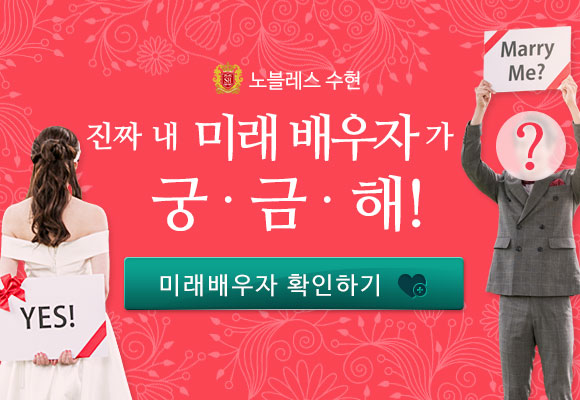 Marry
Me?
노블레스 수현
진짜 내 미래 배우자가
궁·금·해!
미래배우자 확인하기
YES!